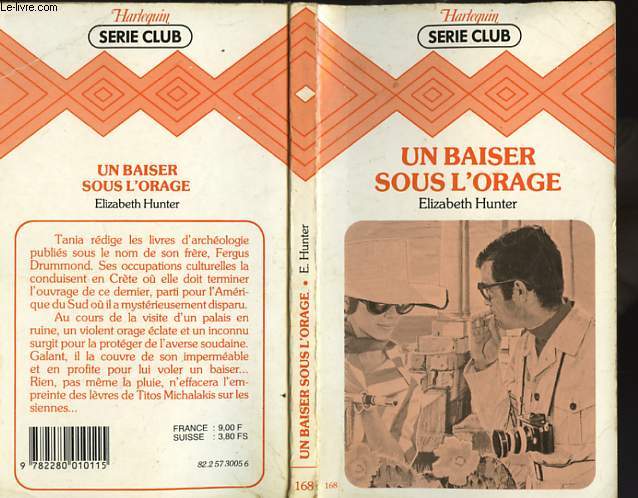 Le-livre.com
Harlequin
SERIE CLUB
UN BAISER
SOUS L'ORAGE
Elizabeth Hunter
Tania rédige les livres d'archéologie
publiés sous le nom de son frère, Fergus
Drummond. Ses occupations culturelles la
conduisent en Crète où elle doit terminer
l'ouvrage de ce dernier, parti pour l'Améri-
que du Sud où il a mystérieusement disparu.
Au cours de la visite d'un palais en
ruine, un violent orage éclate et un inconnu
surgit pour la protéger de l'averse soudaine.
Galant, il la couvre de son imperméable
et en profite pour lui voler un baiser...
Rien, pas même la pluie, n'effacera l'em-
preinte des lèvres de Titos Michalakis sur les
siennes...
FRANCE : 9,00 F
SUISSE : 3,80 FS
9 782280 010115
82.2 57 3005 6
UN BAISER SOUS L'ORAGE • E. Hunter
168
Harlequin
SERIE CLUB
UN BAISER
SOUS L'ORAGE
Elizabeth Hunter
168